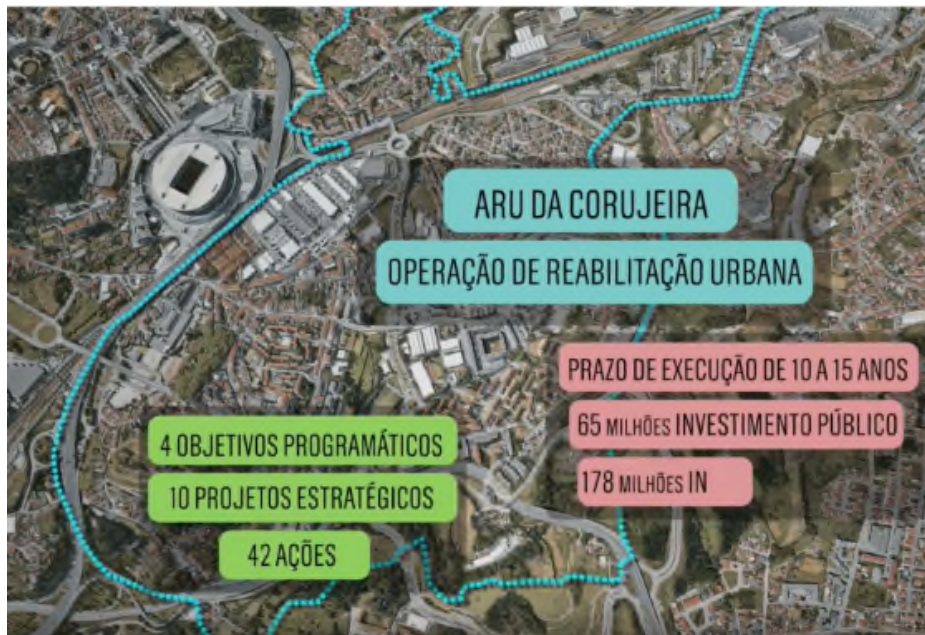 ARU DA CORUJEIRA
OPERAÇÃO DE REABILITAÇÃO URBANA
PRAZO DE EXECUÇÃO DE 10 A 15 ANOS
65 MILHÕES INVESTIMENTO PÚBLICO
178 MILHÕES IN
4 OBJETIVOS PROGRAMÁTICOS
10 PROJETOS ESTRATÉGICOS
42 AÇÕES